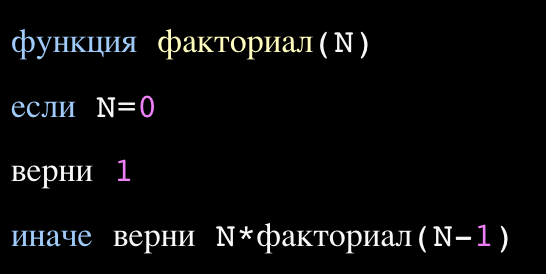 функция факториал(N)
если N=0
верни 1
иначе верни N*факториал(N-1)